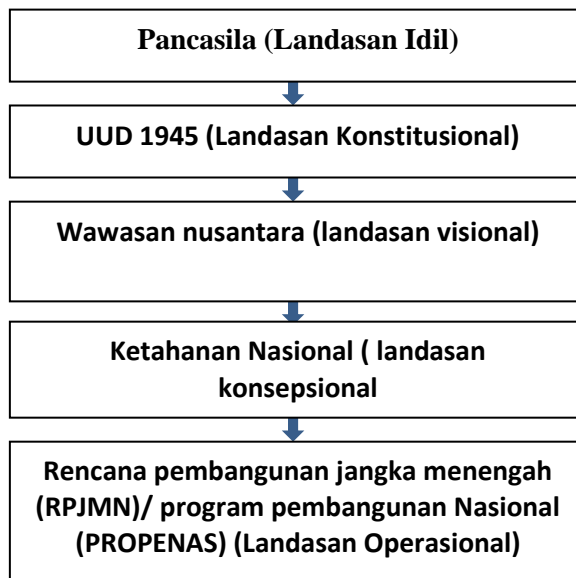 Pancasila (Landasan Idil)
UUD 1945 (Landasan Konstitusional)
Wawasan nusantara (landasan visional)
Ketahanan Nasional ( landasan
konsepsional
Rencana pembangunan jangka menengah
(RPJMN)/ program pembangunan Nasional
(PROPENAS) (Landasan Operasional)